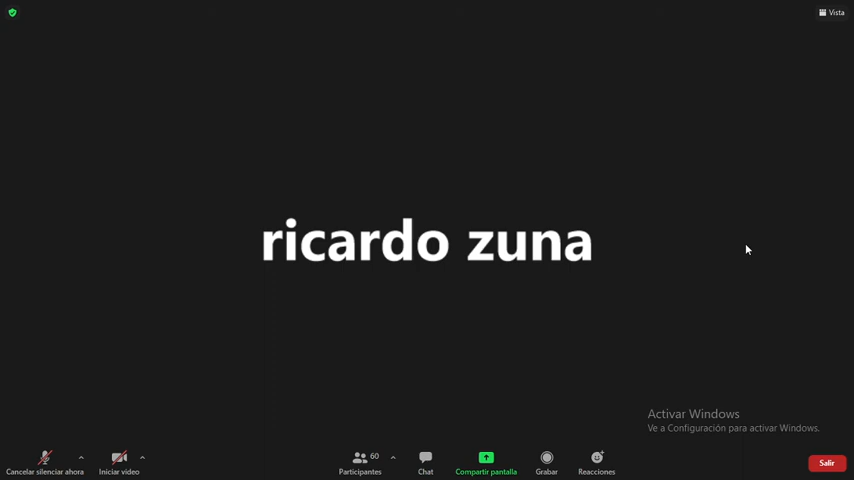 Vista
ricardo zuna
Activar Windows
Ve a Configuración para activar Windows.
60
Cancelar silenciar ahora
Iniciar video
Participantes
Chat
Compartir pantalla
Grabar
Reacciones
Salir